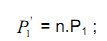 P₁' = n.P₁ ;